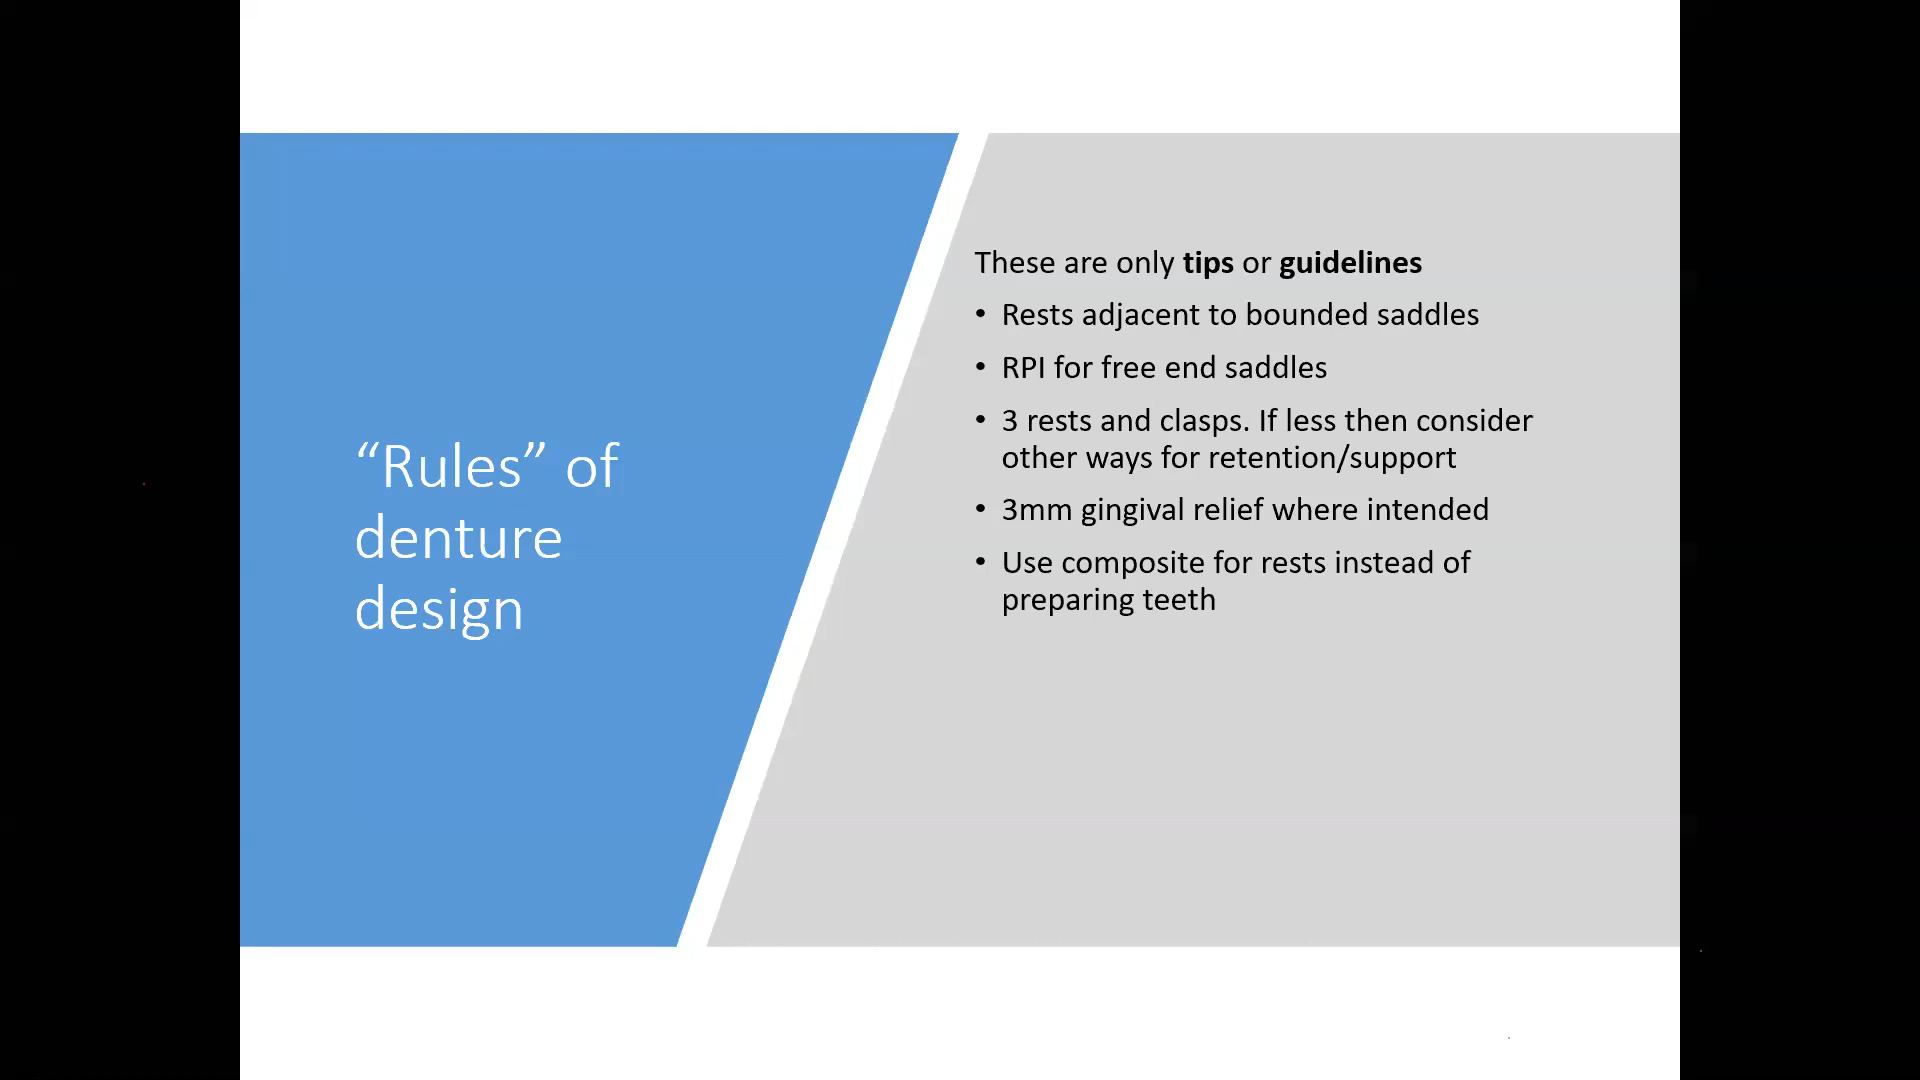 “Rules” of
denture
design
These are only tips or guidelines
• Rests adjacent to bounded saddles
• RPI for free end saddles
• 3 rests and clasps. If less then consider
other ways for retention/support
• 3mm gingival relief where intended
• Use composite for rests instead of
preparing teeth